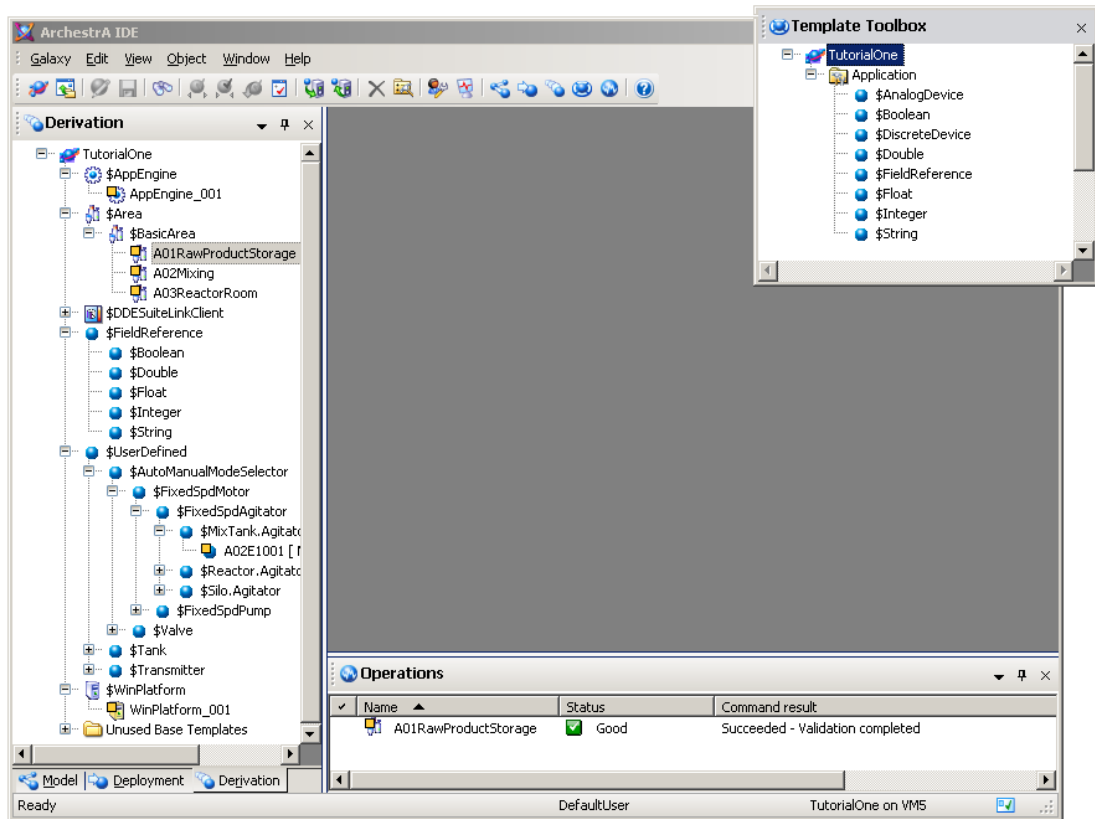 ArchestrA IDE
Galaxy Edit View Object Window Help
Derivation
TutorialOne
$AppEngine
AppEngine_001
$Area
$BasicArea
A01RawProductStorage
A02Mixing
A03ReactorRoom
$DDESuiteLinkClient
$FieldReference
$Boolean
$Double
$Float
$Integer
$String
$UserDefined
$AutoManualModeSelector
$FixedSpdMotor
$FixedSpdAgitator
$MixTank.Agitato
A02E1001 [
$Reactor.Agitato
$Silo.Agitator
$FixedSpdPump
$Valve
$Tank
$Transmitter
$WinPlatform
WinPlatform_001
Unused Base Templates
Model Deployment Derivation
Template Toolbox
TutorialOne
Application
$AnalogDevice
$Boolean
$DiscreteDevice
$Double
$FieldReference
$Float
$Integer
$String
Operations
Name Status Command result
A01RawProductStorage Good Succeeded - Validation completed
Ready DefaultUser TutorialOne on VM5